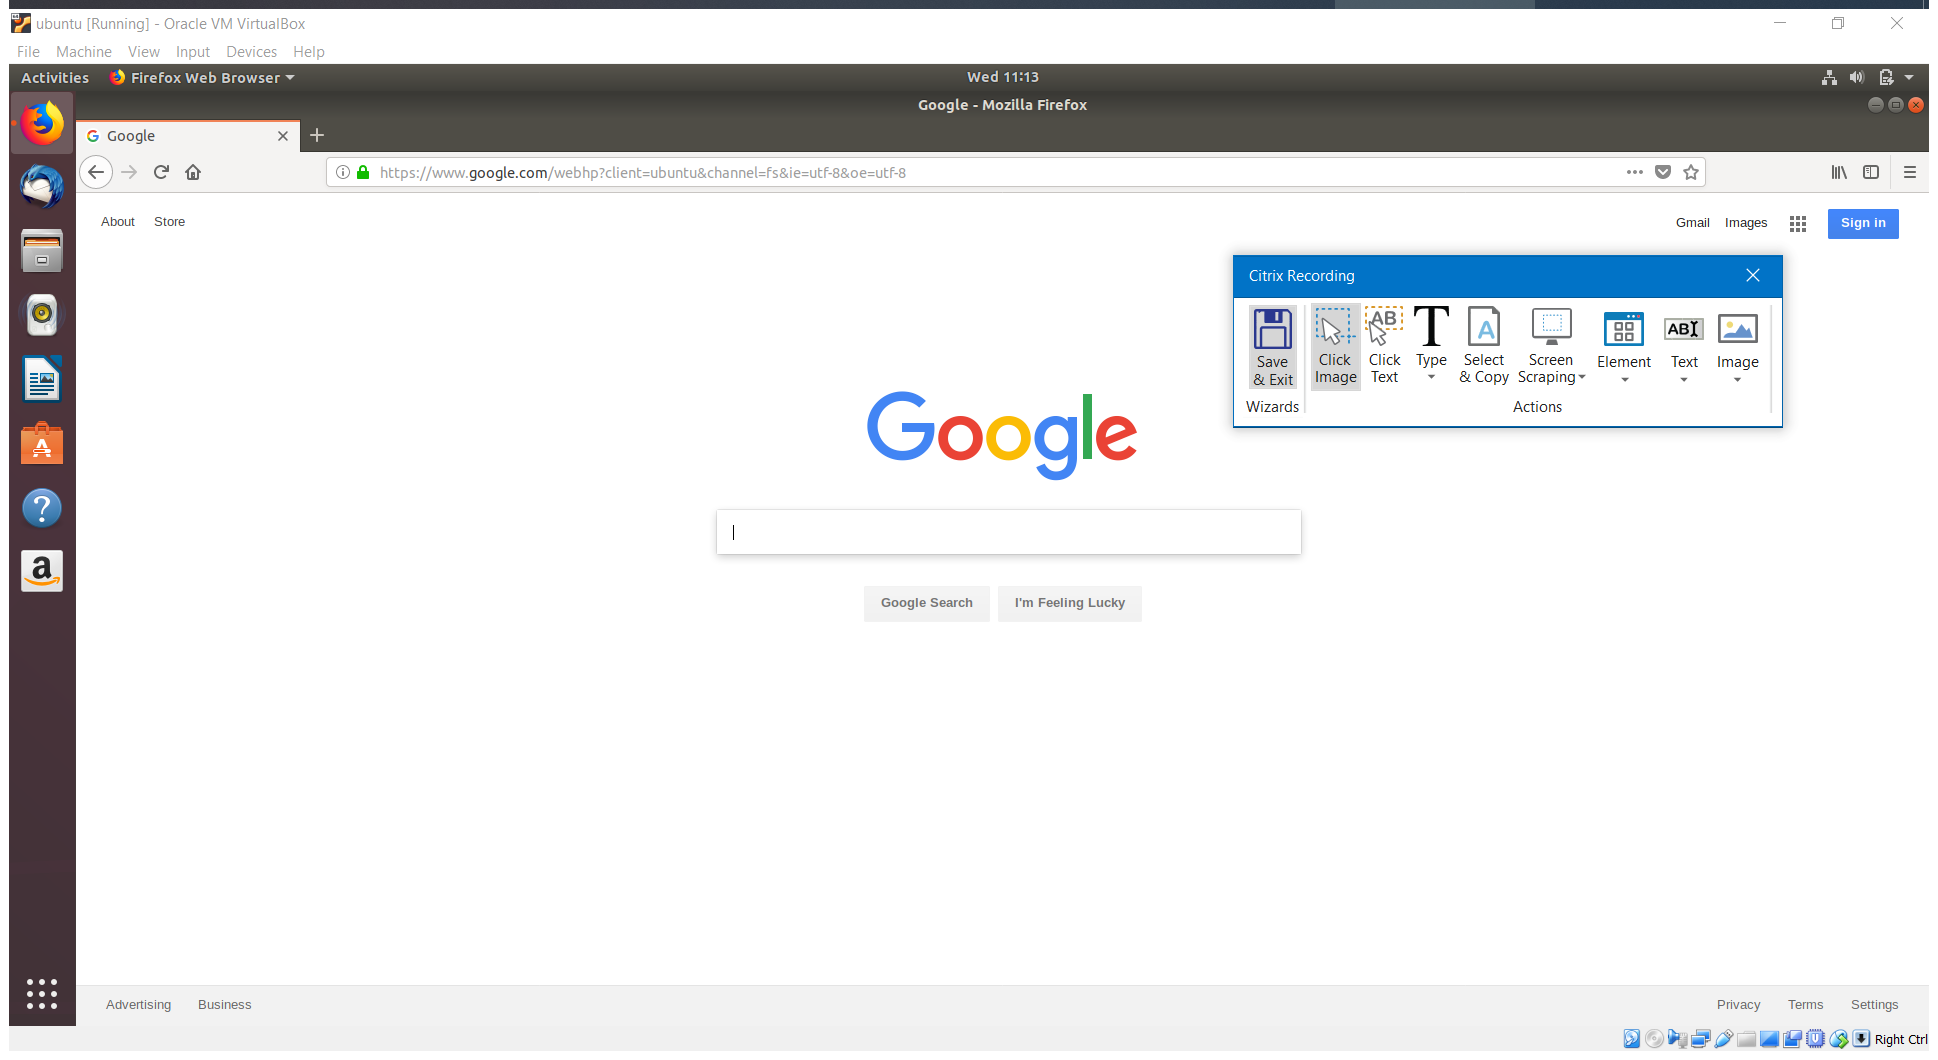 ubuntu [Running] - Oracle VM VirtualBox
File Machine View Input Devices Help
Activities Firefox Web Browser Wed 11:13
Google - Mozilla Firefox
Google
https://www.google.com/webhp?client=ubuntu&channel=fs&ie=utf-8&oe=utf-8
About Store Gmail Images Sign in
Citrix Recording
Save & Exit
Click Image
Click Text
Type
Select & Copy
Screen Scraping
Element
Text
Image
Wizards Actions
Google
Google Search I'm Feeling Lucky
Advertising Business Privacy Terms Settings
Right Ctrl